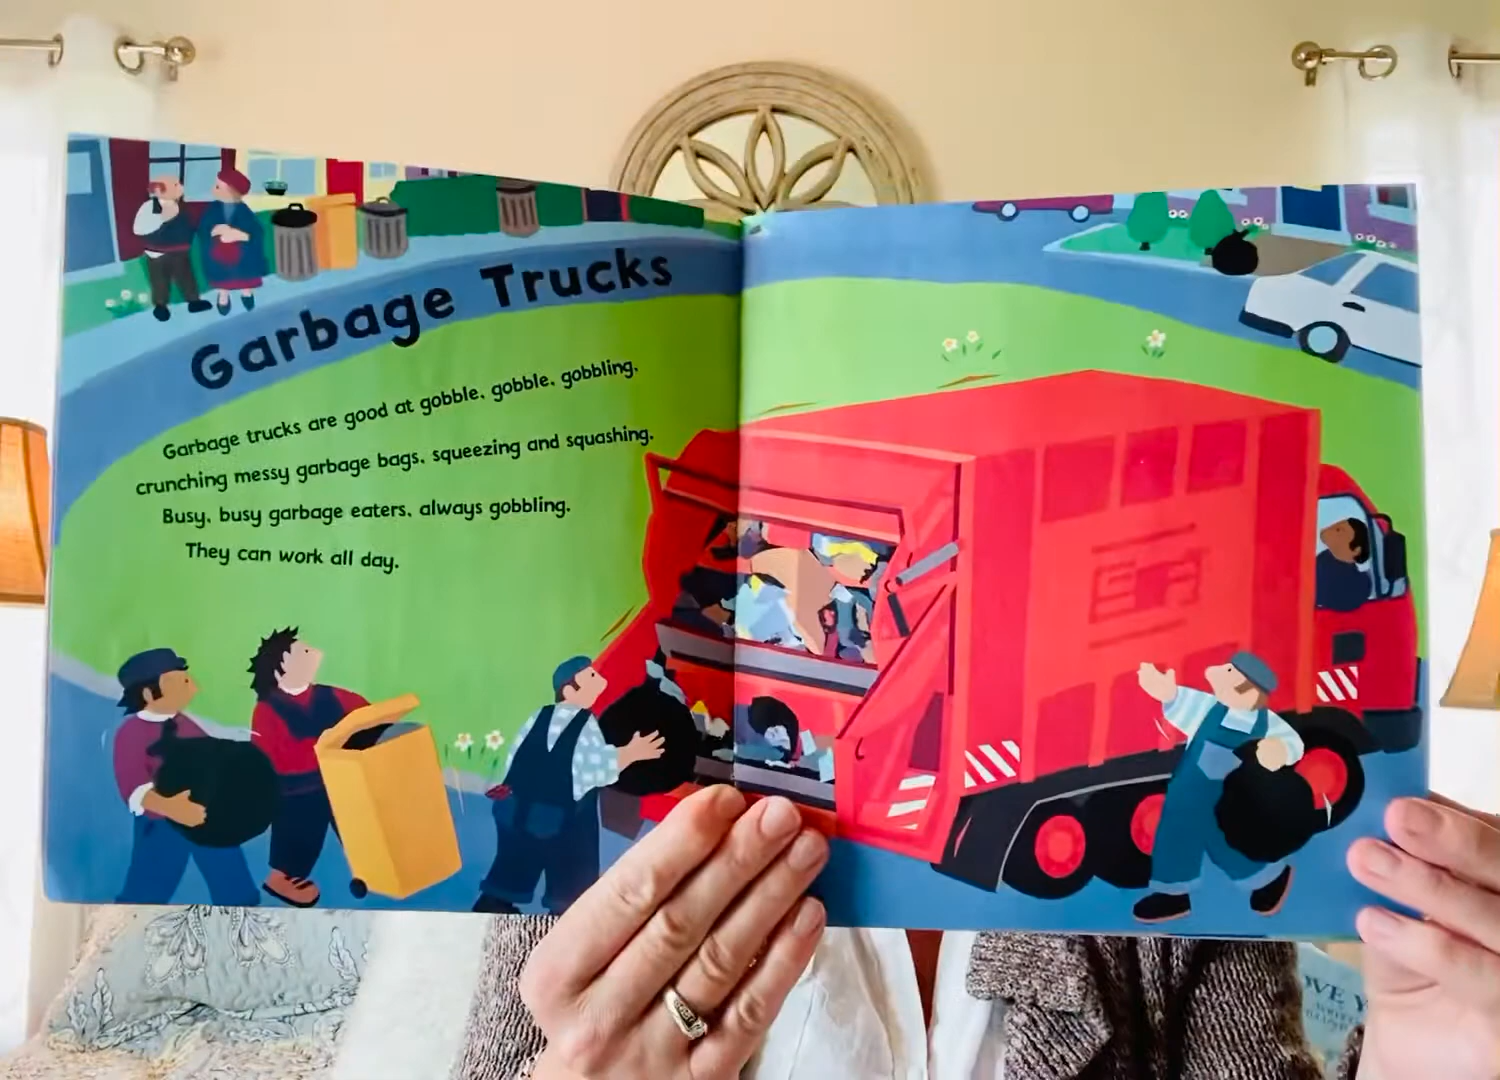 Garbage Trucks
Garbage trucks are good at gobble, gobble, gobbling,
crunching messy garbage bags, squeezing and squashing.
Busy, busy garbage eaters, always gobbling.
They can work all day.